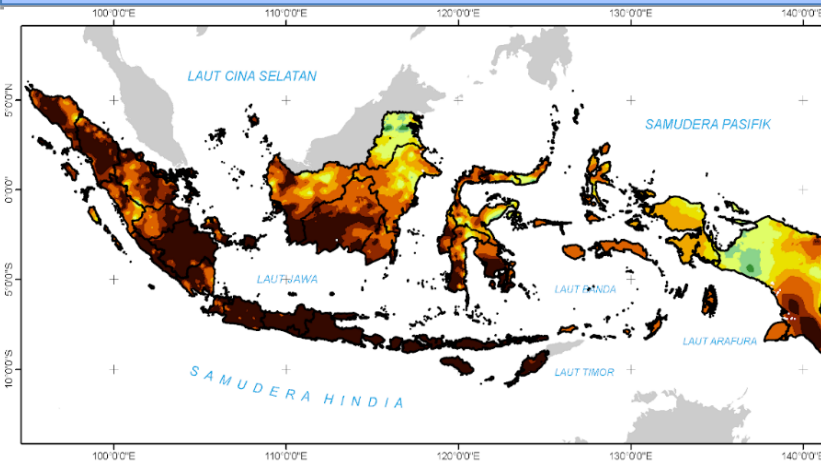 100°0'0"E 110°0'0"E 120°0'0"E 130°0'0"E 140°0'0"E
LAUT CINA SELATAN
5°0'0"N
SAMUDERA PASIFIK
0°0'0"
5°0'0"S
LAUT JAWA
LAUT BANDA
LAUT ARAFURA
10°0'0"S
LAUT TIMOR
SAMUDERA HINDIA
100°0'0"E 110°0'0"E 120°0'0"E 130°0'0"E 140°0'0"E